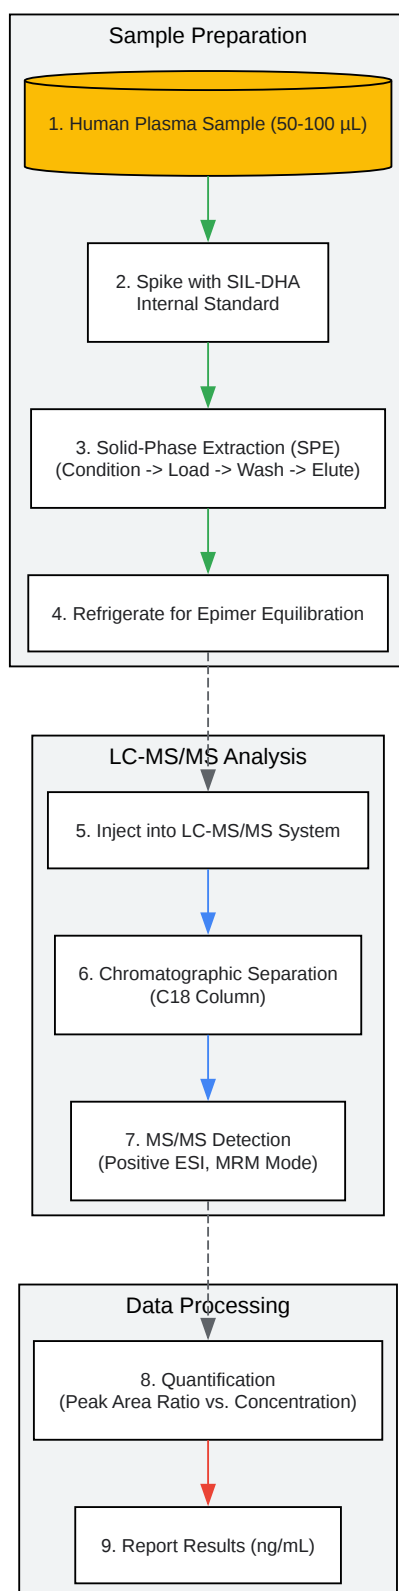 Sample Preparation
1. Human Plasma Sample (50-100 µL)
2. Spike with SIL-DHA
Internal Standard
3. Solid-Phase Extraction (SPE)
(Condition -> Load -> Wash -> Elute)
4. Refrigerate for Epimer Equilibration
LC-MS/MS Analysis
5. Inject into LC-MS/MS System
6. Chromatographic Separation
(C18 Column)
7. MS/MS Detection
(Positive ESI, MRM Mode)
Data Processing
8. Quantification
(Peak Area Ratio vs. Concentration)
9. Report Results (ng/mL)